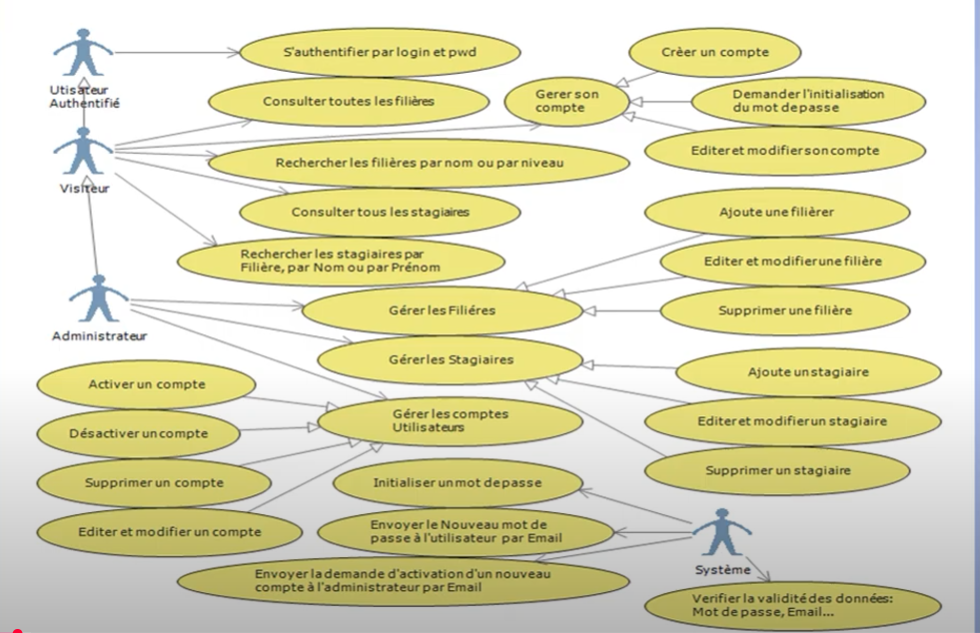 S'authentifier par login et pwd
Crèer un compte
Utisateur
Authentifié
Consulter toutes les filières
Gerer son
compte
Demander l'initialisation
du mot de passe
Rechercher les filières par nom ou par niveau
Editer et modifier son compte
Visiteur
Consulter tous les stagiaires
Ajoute une filièrer
Rechercher les stagiaires par
Filière, par Nom ou par Prénom
Editer et modifier une filière
Gérer les Filiéres
Supprimer une filière
Administrateur
Gérer les Stagiaires
Ajoute un stagiaire
Activer un compte
Gérer les comptes
Utilisateurs
Editer et modifier un stagiaire
Désactiver un compte
Supprimer un stagiaire
Supprimer un compte
Initialiser un mot de passe
Editer et modifier un compte
Envoyer le Nouveau mot de
passe à l'utilisateur par Email
Système
Envoyer la demande d'activation d'un nouveau
compte à l'administrateur par Email
Verifier la validité des données:
Mot de passe, Email...